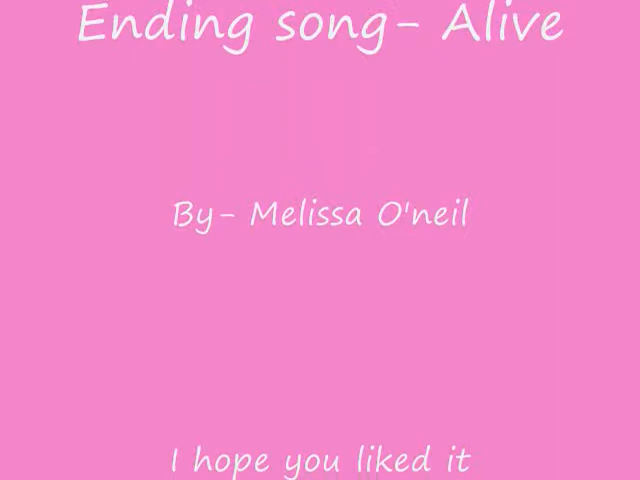 Ending song- Alive
By- Melissa O'neil
I hope you liked it